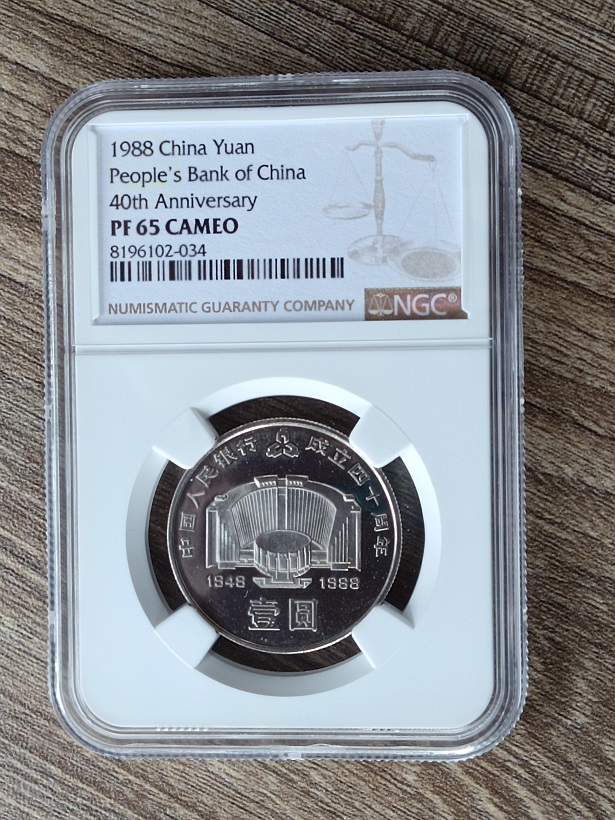 1988 China Yuan
People's Bank of China
40th Anniversary
PF 65 CAMEO
8196102-034
NUMISMATIC GUARANTY COMPANY NGC®
中国人民银行 成立四十周年
1948 1988
壹圆